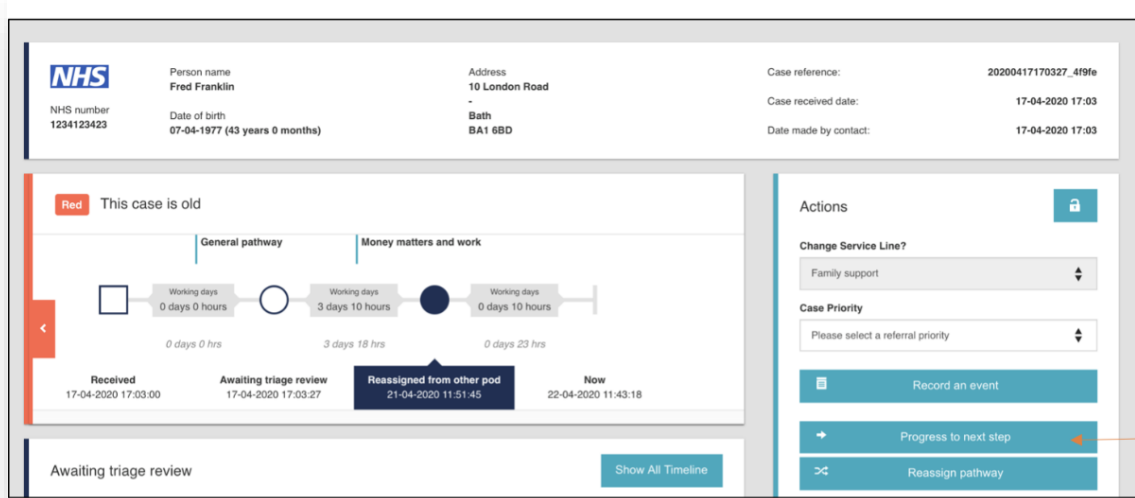 NHS
NHS number
1234123423
Person name
Fred Franklin
Date of birth
07-04-1977 (43 years 0 months)
Address
10 London Road
-
Bath
BA1 6BD
Case reference: 20200417170327_4f9fe
Case received date: 17-04-2020 17:03
Date made by contact: 17-04-2020 17:03
Red This case is old
General pathway Money matters and work
Working days Working days Working days
0 days 0 hours 3 days 10 hours 0 days 10 hours
0 days 0 hrs 3 days 18 hrs 0 days 23 hrs
Received Awaiting triage review Reassigned from other pod Now
17-04-2020 17:03:00 17-04-2020 17:03:27 21-04-2020 11:51:45 22-04-2020 11:43:18
Awaiting triage review Show All Timeline
Actions
Change Service Line?
Family support
Case Priority
Please select a referral priority
Record an event
Progress to next step
Reassign pathway